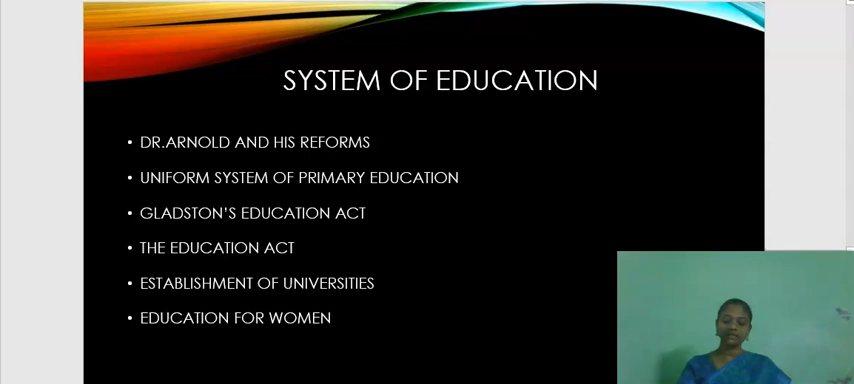 SYSTEM OF EDUCATION
• DR.ARNOLD AND HIS REFORMS
• UNIFORM SYSTEM OF PRIMARY EDUCATION
• GLADSTON'S EDUCATION ACT
• THE EDUCATION ACT
• ESTABLISHMENT OF UNIVERSITIES
• EDUCATION FOR WOMEN